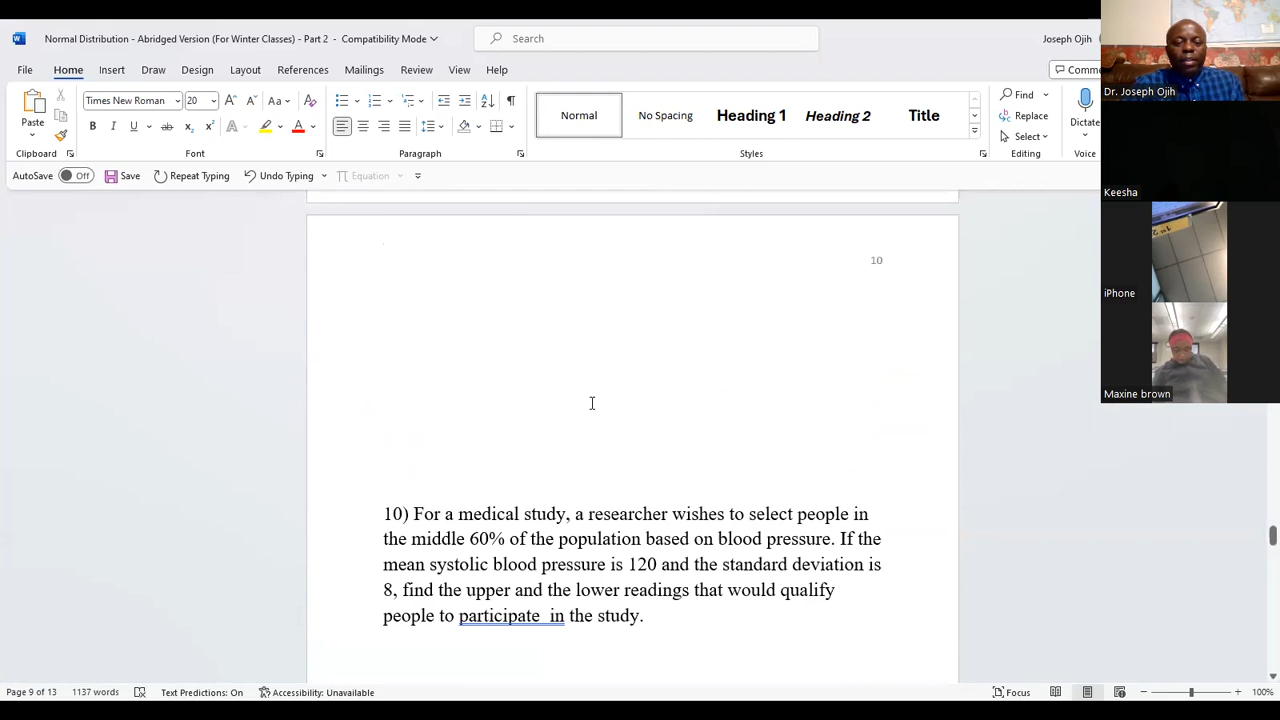 Normal Distribution - Abridged Version (For Winter Classes) - Part 2 - Compatibility Mode
Search
Joseph Ojih
File Home Insert Draw Design Layout References Mailings Review View Help
Comme
Paste
Times New Roman 20
Normal No Spacing Heading 1 Heading 2 Title
Find
Replace
Select
Dictate
Clipboard Font Paragraph Styles Editing Voice
AutoSave Off Save Repeat Typing Undo Typing Equation
10
10) For a medical study, a researcher wishes to select people in
the middle 60% of the population based on blood pressure. If the
mean systolic blood pressure is 120 and the standard deviation is
8, find the upper and the lower readings that would qualify
people to participate in the study.
Page 9 of 13 1137 words Text Predictions: On Accessibility: Unavailable Focus 100%
Dr. Joseph Ojih
Keesha
iPhone
Maxine brown